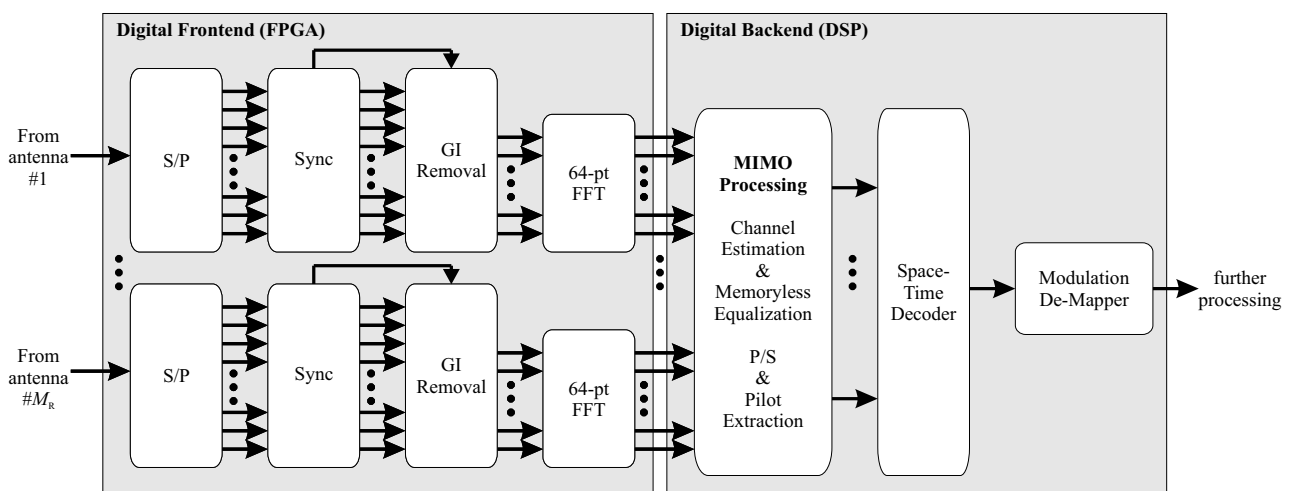 Digital Frontend (FPGA)
Digital Backend (DSP)
From
antenna
#1
S/P
Sync
GI
Removal
64-pt
FFT
From
antenna
#M_R
S/P
Sync
GI
Removal
64-pt
FFT
MIMO
Processing
Channel
Estimation
&
Memoryless
Equalization
P/S
&
Pilot
Extraction
Space-
Time
Decoder
Modulation
De-Mapper
further
processing